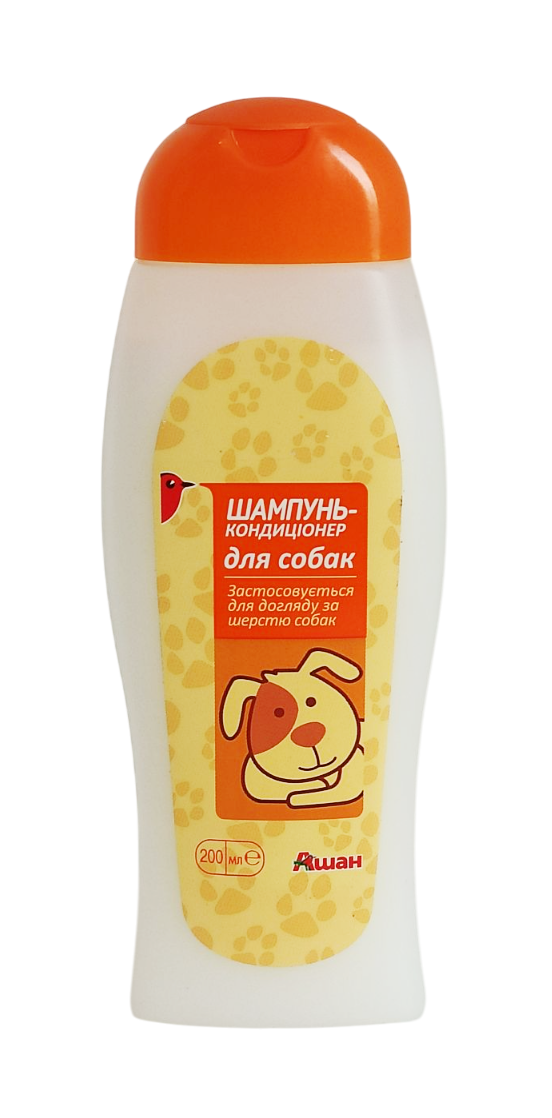 ШАМПУНЬ-
КОНДИЦІОНЕР
для собак
Застосовується
для догляду за
шерстю собак
200 мл ℮
Ашан